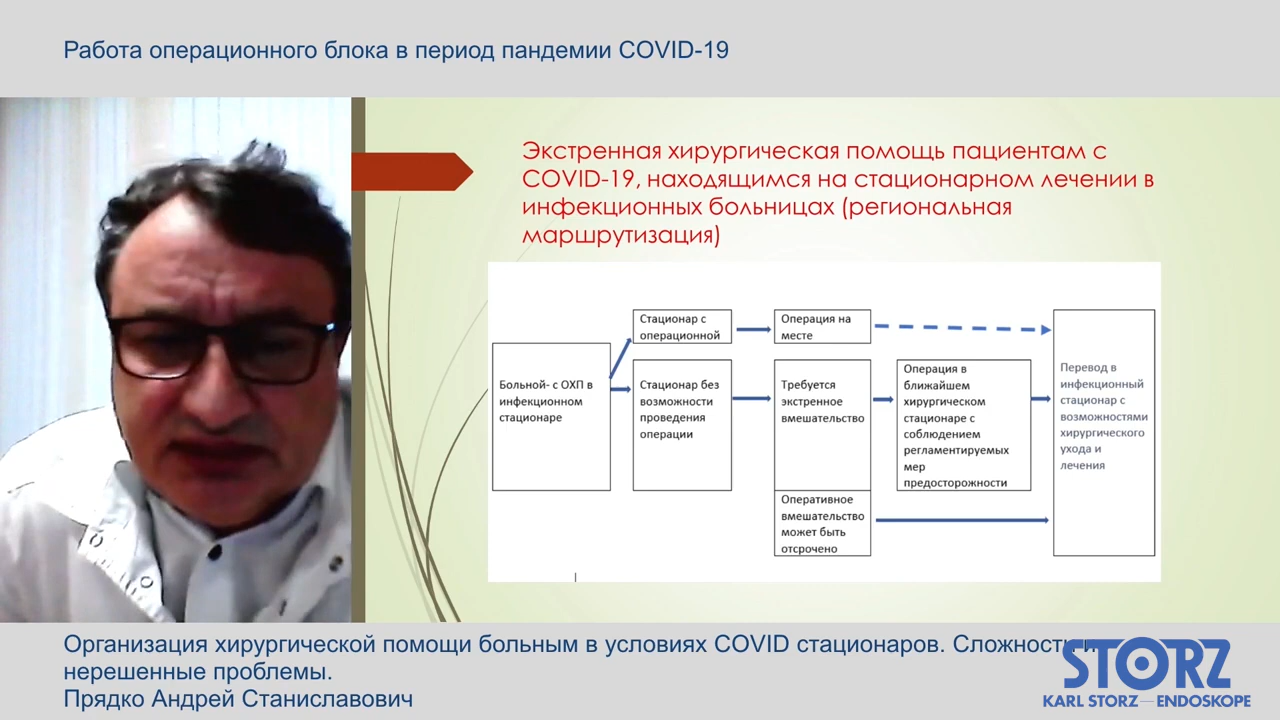 Работа операционного блока в период пандемии COVID-19
Экстренная хирургическая помощь пациентам с
COVID-19, находящимся на стационарном лечении в
инфекционных больницах (региональная
маршрутизация)
Больной- с ОХП в
инфекционном
стационаре
Стационар с
операционной
Операция на
месте
Стационар без
возможности
проведения
операции
Требуется
экстренное
вмешательство
Операция в
ближайшем
хирургическом
стационаре с
соблюдением
регламентируемых
мер
предосторожности
Оперативное
вмешательство
может быть
отсрочено
Перевод в
инфекционный
стационар с
возможностями
хирургического
ухода и
лечения
Организация хирургической помощи больным в условиях COVID стационаров. Сложности и
нерешенные проблемы.
Прядко Андрей Станиславович
STORZ
KARL STORZ—ENDOSKOPE